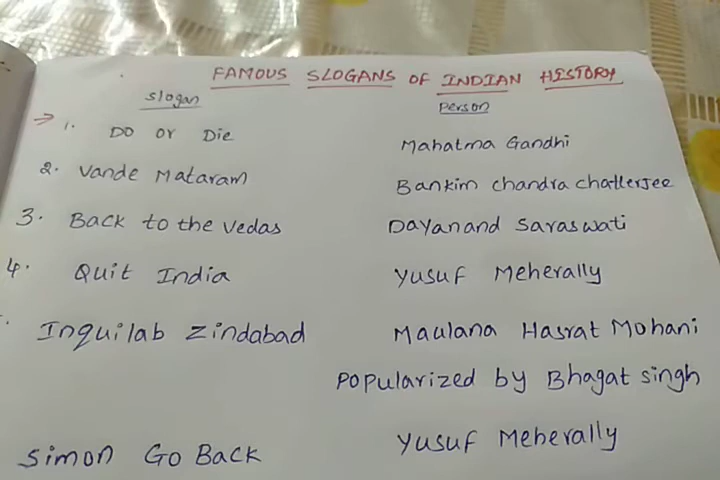 FAMOUS SLOGANS OF INDIAN HISTORY
Slogan Person
→ 1. DO or Die Mahatma Gandhi
2. Vande Mataram Bankim Chandra Chatterjee
3. Back to the Vedas Dayanand Saraswati
4. Quit India Yusuf Meherally
Inquilab Zindabad Maulana Hasrat Mohani
Popularized by Bhagat Singh
Simon Go Back Yusuf Meherally